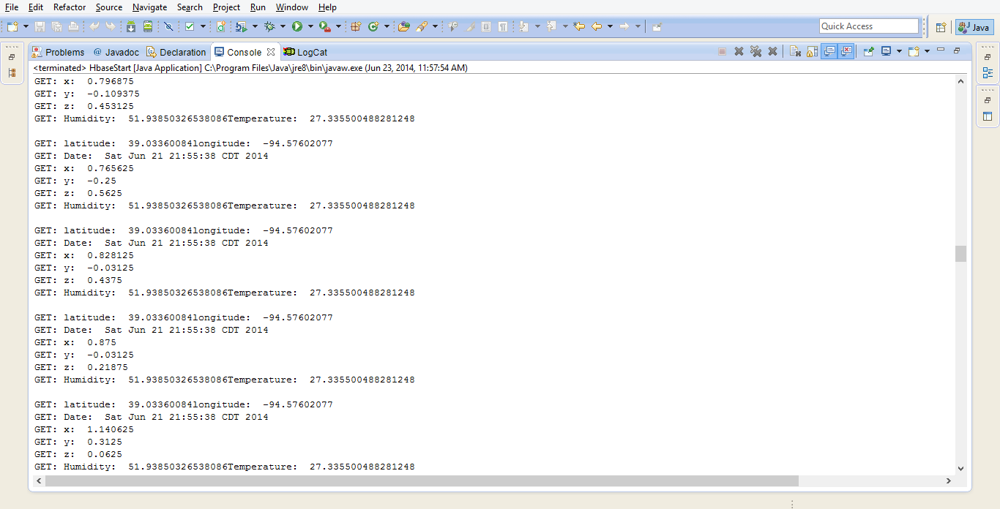 File Edit Refactor Source Navigate Search Project Run Window Help
Quick Access Java
Problems @ Javadoc Declaration Console LogCat
<terminated> HbaseStart [Java Application] C:\Program Files\Java\jre8\bin\javaw.exe (Jun 23, 2014, 11:57:54 AM)
GET: x:  0.796875
GET: y:  -0.109375
GET: z:  0.453125
GET: Humidity:  51.93850326538086Temperature:  27.335500488281248
GET: latitude:  39.03360084longitude:  -94.57602077
GET: Date:  Sat Jun 21 21:55:38 CDT 2014
GET: x:  0.765625
GET: y:  -0.25
GET: z:  0.5625
GET: Humidity:  51.93850326538086Temperature:  27.335500488281248
GET: latitude:  39.03360084longitude:  -94.57602077
GET: Date:  Sat Jun 21 21:55:38 CDT 2014
GET: x:  0.828125
GET: y:  -0.03125
GET: z:  0.4375
GET: Humidity:  51.93850326538086Temperature:  27.335500488281248
GET: latitude:  39.03360084longitude:  -94.57602077
GET: Date:  Sat Jun 21 21:55:38 CDT 2014
GET: x:  0.875
GET: y:  -0.03125
GET: z:  0.21875
GET: Humidity:  51.93850326538086Temperature:  27.335500488281248
GET: latitude:  39.03360084longitude:  -94.57602077
GET: Date:  Sat Jun 21 21:55:38 CDT 2014
GET: x:  1.140625
GET: y:  0.3125
GET: z:  0.0625
GET: Humidity:  51.93850326538086Temperature:  27.335500488281248